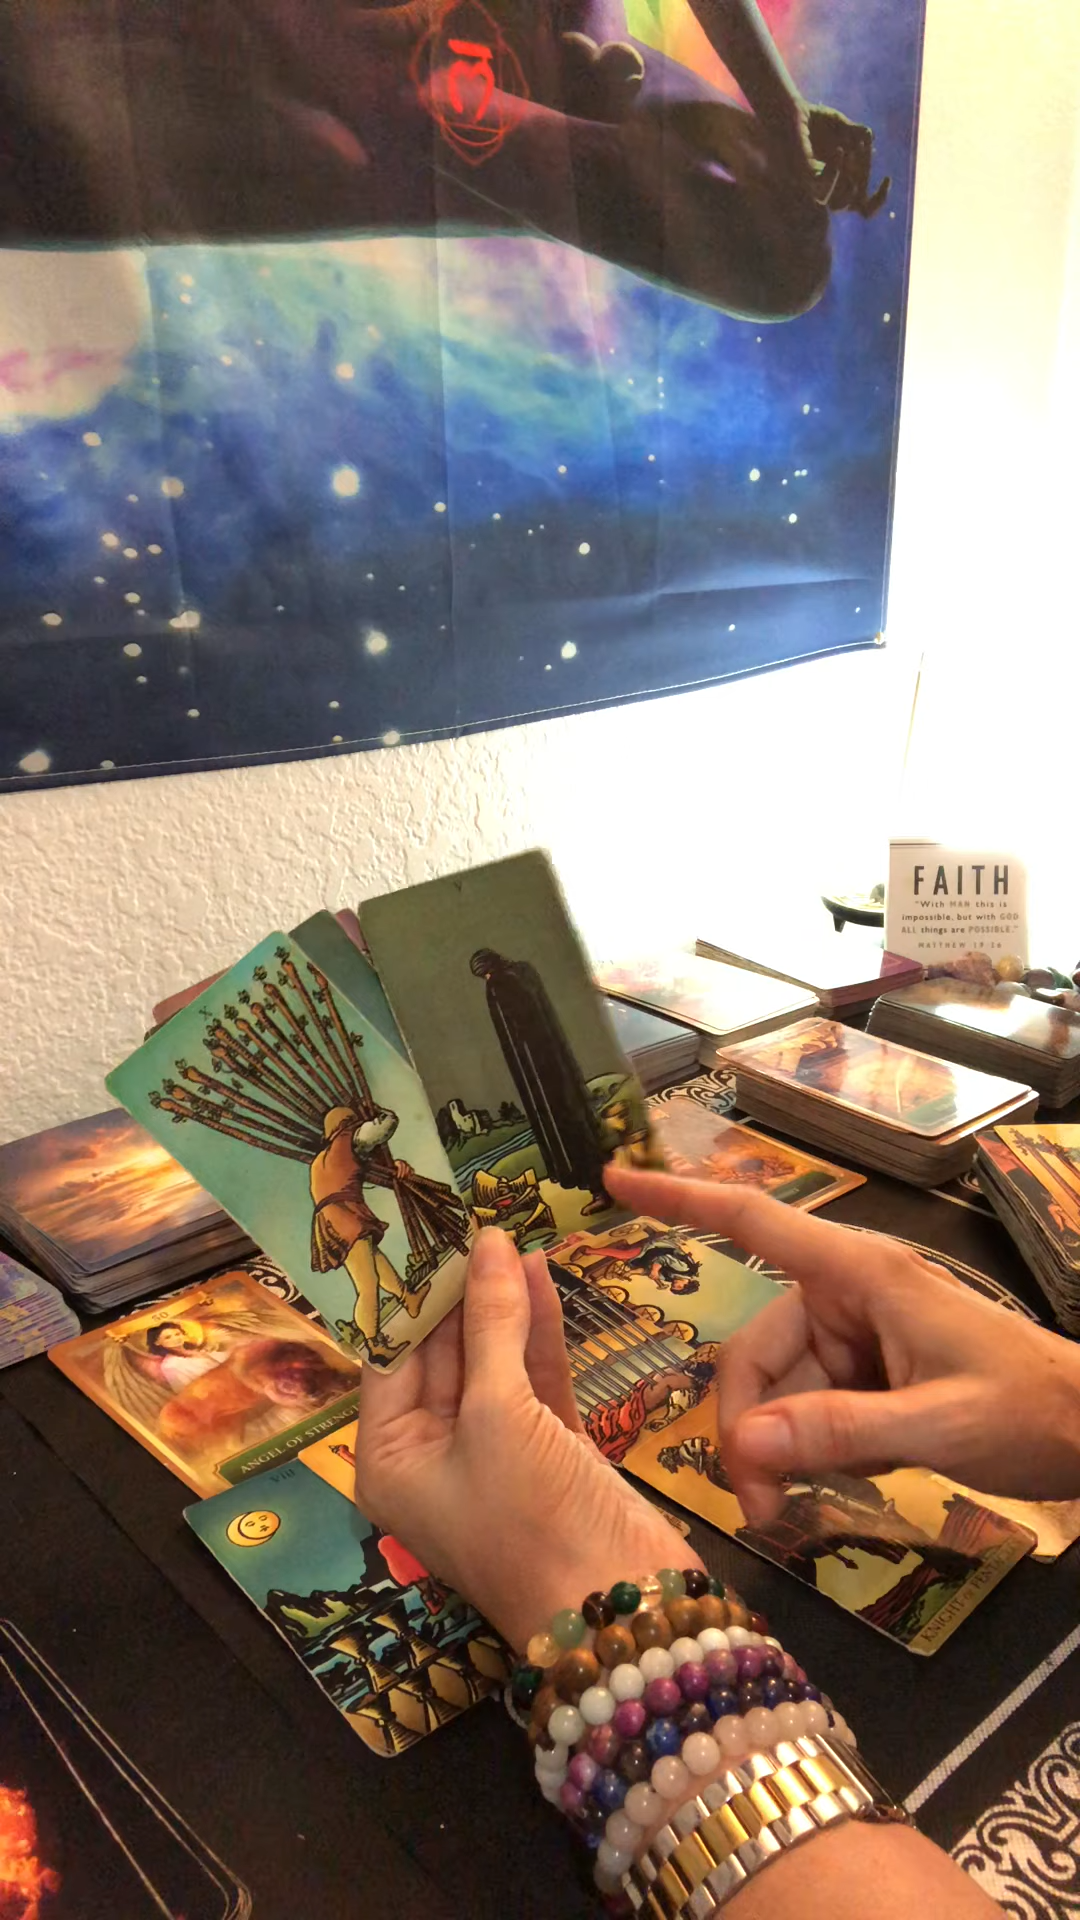 लं
V
X
FAITH
"With MAN this is
impossible, but with GOD
ALL things are POSSIBLE."
MATTHEW 19:26
50
ANGEL OF STRENGTH
VIII
KNIGHT OF PENTACLES